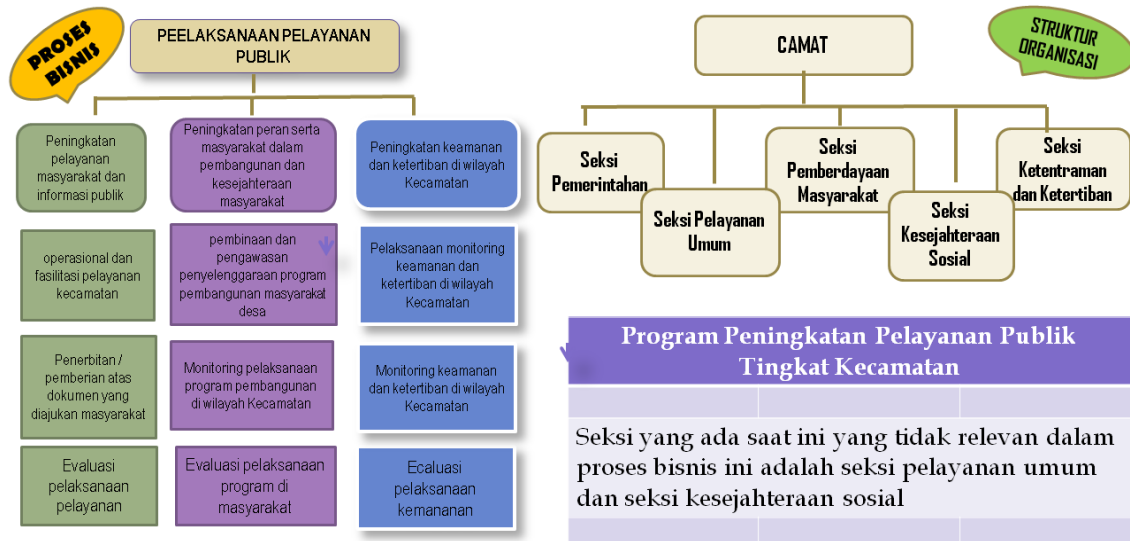 PROSES
BISNIS
PEELAKSANAAN PELAYANAN
PUBLIK
Peningkatan
pelayanan
masyarakat dan
informasi publik
operasional dan
fasilitasi pelayanan
kecamatan
Penerbitan /
pemberian atas
dokumen yang
diajukan masyarakat
Evaluasi
pelaksanaan
pelayanan
Peningkatan peran serta
masyarakat dalam
pembangunan dan
kesejahteraan
masyarakat
pembinaan dan
pengawasan
penyelenggaraan program
pembangunan masyarakat
desa
Monitoring pelaksanaan
program pembangunan
di wilayah Kecamatan
Evaluasi pelaksanaan
program di
masyarakat
Peningkatan keamanan
dan ketertiban di wilayah
Kecamatan
Pelaksanaan monitoring
keamanan dan
ketertiban di wilayah
Kecamatan
Monitoring keamanan
dan ketertiban di wilayah
Kecamatan
Ecaluasi
pelaksanaan
kemananan
STRUKTUR
ORGANISASI
CAMAT
Seksi
Pemerintahan
Seksi Pelayanan
Umum
Seksi
Pemberdayaan
Masyarakat
Seksi
Kesejahteraan
Sosial
Seksi
Ketentraman
dan Ketertiban
Program Peningkatan Pelayanan Publik
Tingkat Kecamatan
Seksi yang ada saat ini yang tidak relevan dalam
proses bisnis ini adalah seksi pelayanan umum
dan seksi kesejahteraan sosial